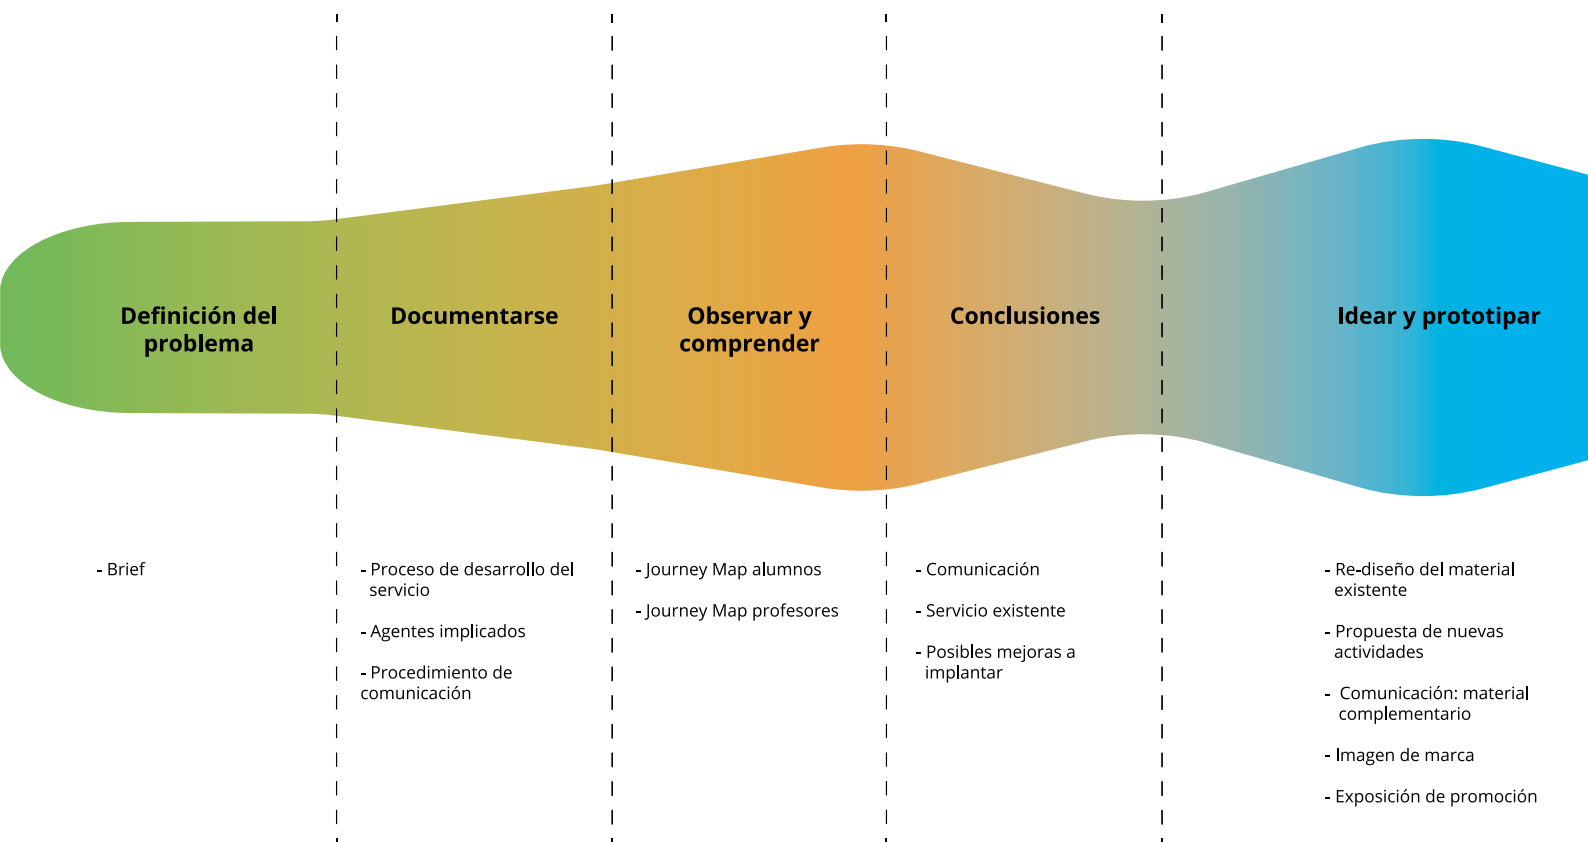 Definición del
problema
Documentarse
Observar y
comprender
Conclusiones
Idear y prototipar
- Brief
- Proceso de desarrollo del
servicio
- Agentes implicados
- Procedimiento de
comunicación
- Journey Map alumnos
- Journey Map profesores
- Comunicación
- Servicio existente
- Posibles mejoras a
implantar
- Re-diseño del material
existente
- Propuesta de nuevas
actividades
- Comunicación: material
complementario
- Imagen de marca
- Exposición de promoción